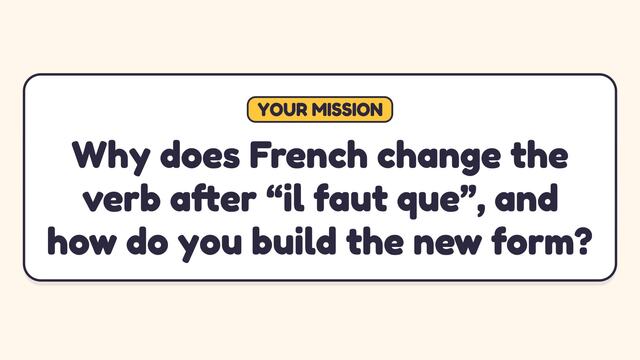 YOUR MISSION
Why does French change the
verb after “il faut que”, and
how do you build the new form?